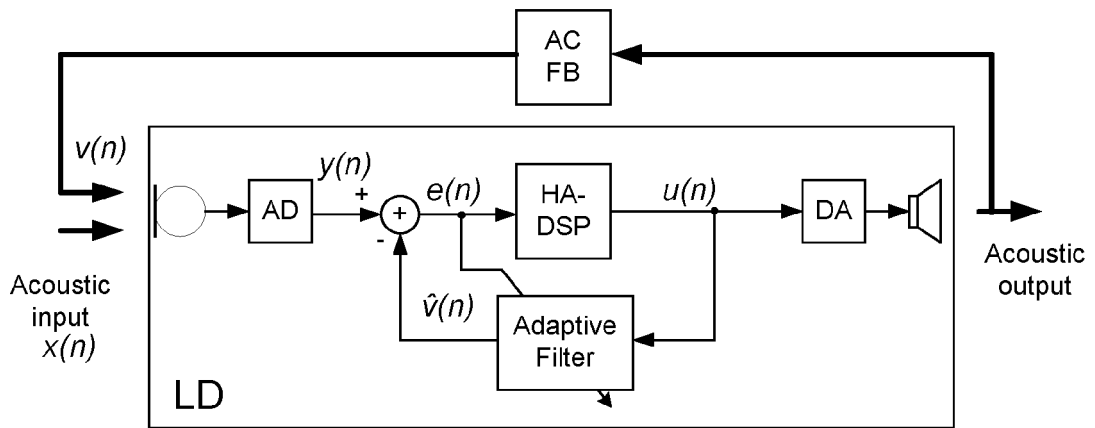 AC
FB
v(n)
y(n)
+
e(n)
u(n)
AD
+
HA-
DSP
DA
-
Acoustic
input
x(n)
v̂(n)
Adaptive
Filter
Acoustic
output
LD